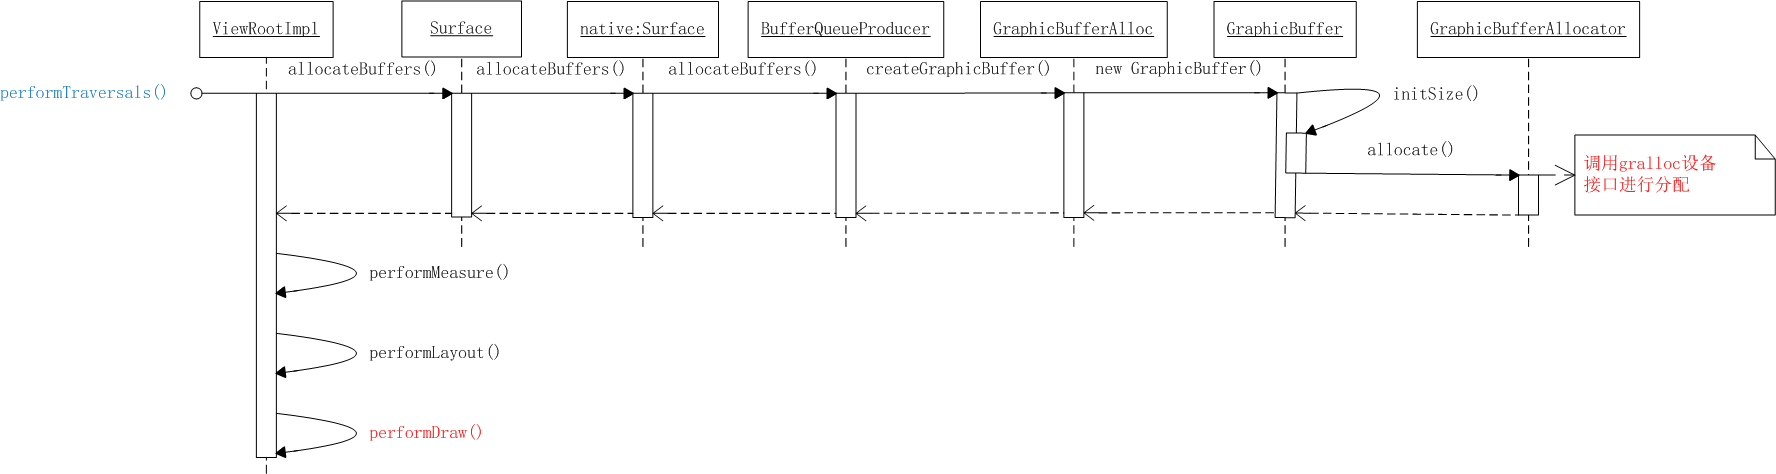 ViewRootImpl
Surface
native:Surface
BufferQueueProducer
GraphicBufferAlloc
GraphicBuffer
GraphicBufferAllocator
allocateBuffers()
allocateBuffers()
allocateBuffers()
createGraphicBuffer()
new GraphicBuffer()
performTraversals()
initSize()
allocate()
调用gralloc设备
接口进行分配
performMeasure()
performLayout()
performDraw()